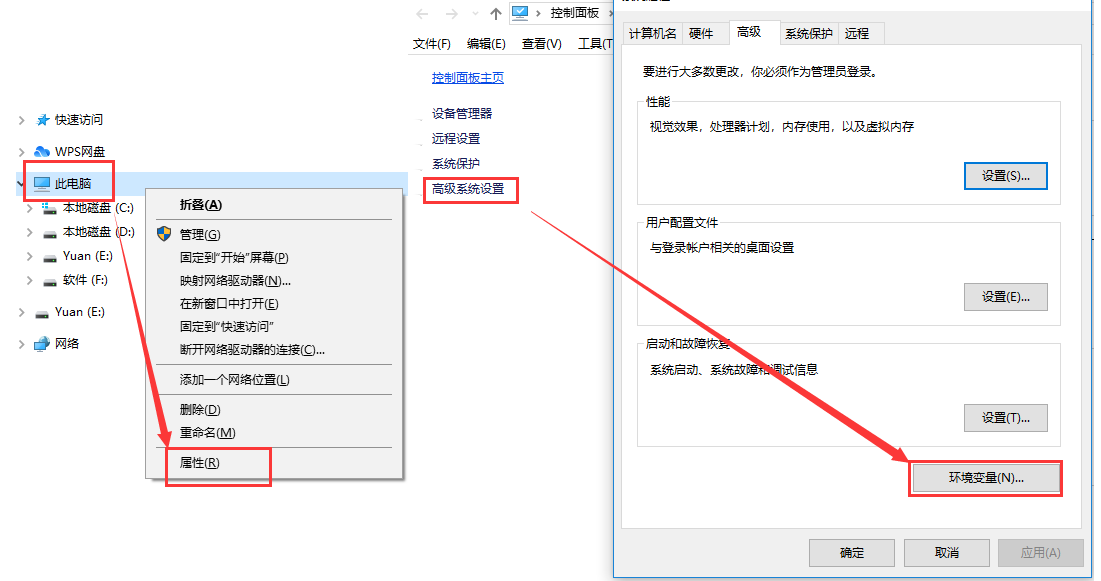 快速访问
WPS网盘
此电脑
本地磁盘 (C:)
本地磁盘 (D:)
Yuan (E:)
软件 (F:)
Yuan (E:)
网络
折叠(A)
管理(G)
固定到"开始"屏幕(P)
映射网络驱动器(N)...
在新窗口中打开(E)
固定到"快速访问"
断开网络驱动器的连接(C)...
添加一个网络位置(L)
删除(D)
重命名(M)
属性(R)
控制面板
文件(F) 编辑(E) 查看(V) 工具(T
控制面板主页
设备管理器
远程设置
系统保护
高级系统设置
计算机名 硬件 高级 系统保护 远程
要进行大多数更改，你必须作为管理员登录。
性能
视觉效果，处理器计划，内存使用，以及虚拟内存
设置(S)...
用户配置文件
与登录帐户相关的桌面设置
设置(E)...
启动和故障恢复
系统启动、系统故障和调试信息
设置(T)...
环境变量(N)...
确定 取消 应用(A)